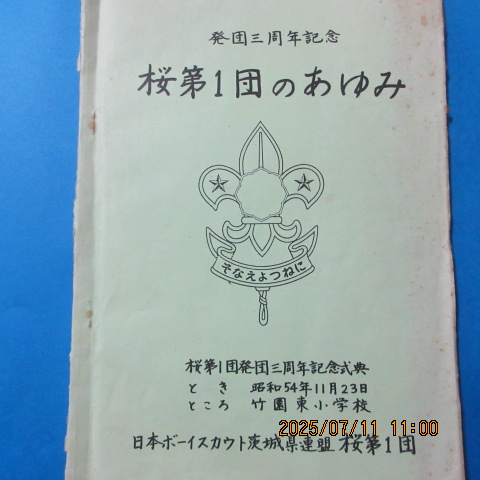 発団三周年記念
桜第1団のあゆみ
そなえよつねに
桜第1団発団三周年記念式典
とき 昭和54年11月23日
ところ 竹園東小学校
2025/07/11 11:00
日本ボーイスカウト茨城県連盟 桜第1団